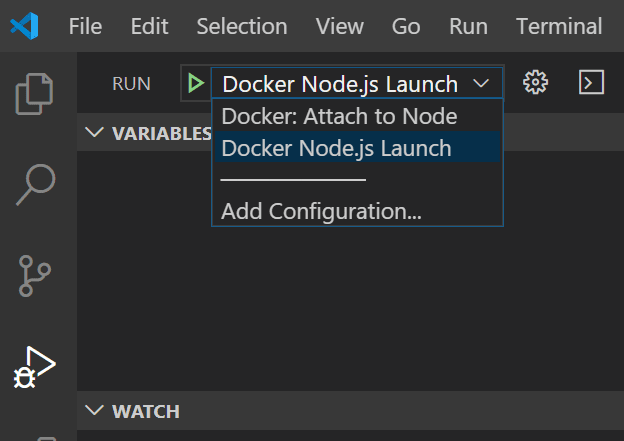 File Edit Selection View Go Run Terminal
RUN Docker Node.js Launch
Docker: Attach to Node
VARIABLES
Docker Node.js Launch
Add Configuration...
WATCH